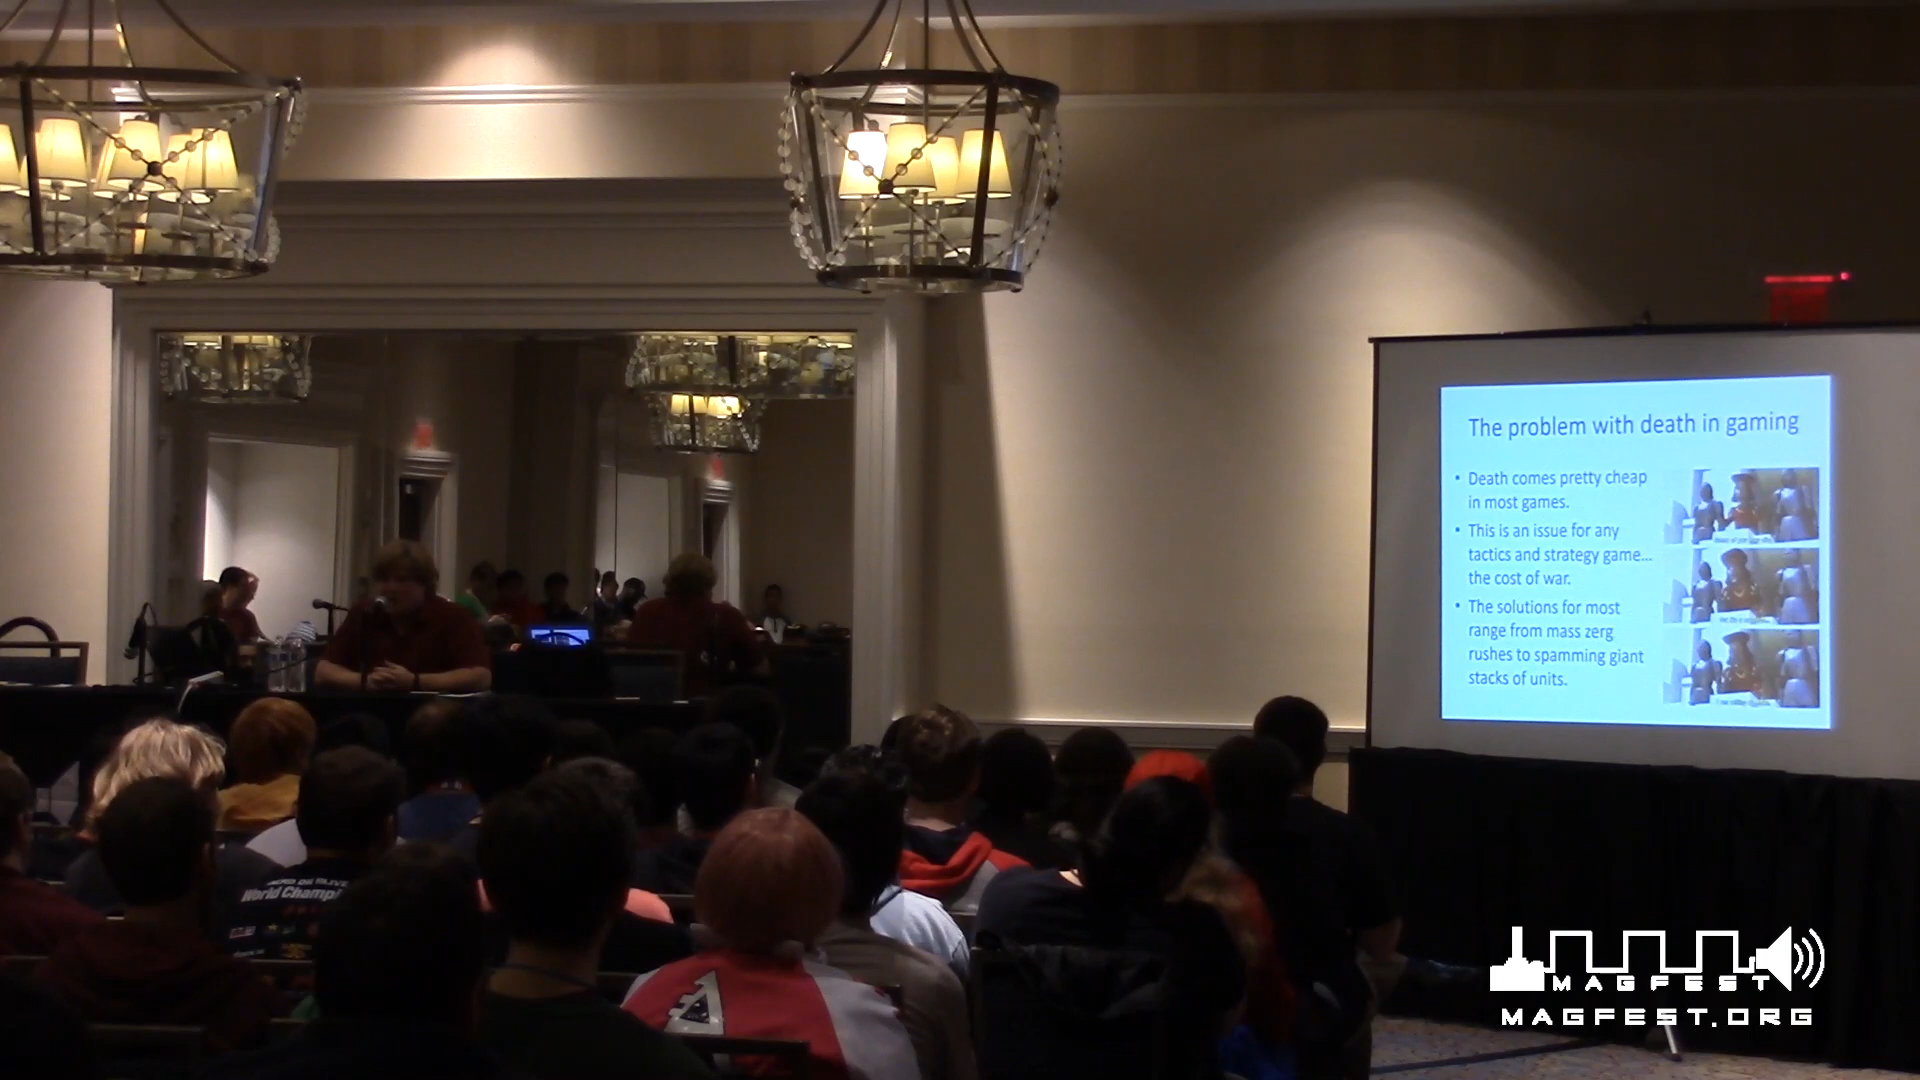 The problem with death in gaming
• Death comes pretty cheap
in most games.
• This is an issue for any
tactics and strategy game...
the cost of war.
• The solutions for most
range from mass zerg
rushes to spamming giant
stacks of units.
World Champi
A
MAGFEST
MAGFEST.ORG